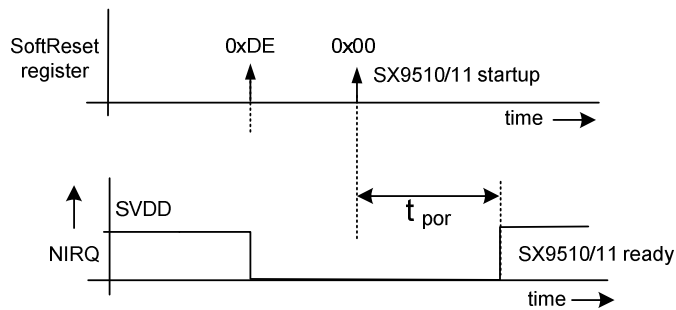 SoftReset
register
0xDE
0x00
SX9510/11 startup
time
SVDD
t por
NIRQ
SX9510/11 ready
time